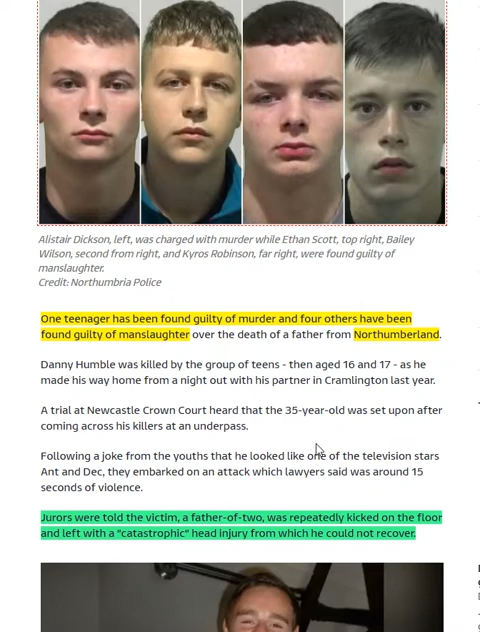 Alistair Dickson, left, was charged with murder while Ethan Scott, top right, Bailey
Wilson, second from right, and Kyros Robinson, far right, were found guilty of
manslaughter.
Credit: Northumbria Police
One teenager has been found guilty of murder and four others have been
found guilty of manslaughter over the death of a father from Northumberland.
Danny Humble was killed by the group of teens - then aged 16 and 17 - as he
made his way home from a night out with his partner in Cramlington last year.
A trial at Newcastle Crown Court heard that the 35-year-old was set upon after
coming across his killers at an underpass.
Following a joke from the youths that he looked like one of the television stars
Ant and Dec, they embarked on an attack which lawyers said was around 15
seconds of violence.
Jurors were told the victim, a father-of-two, was repeatedly kicked on the floor
and left with a "catastrophic" head injury from which he could not recover.